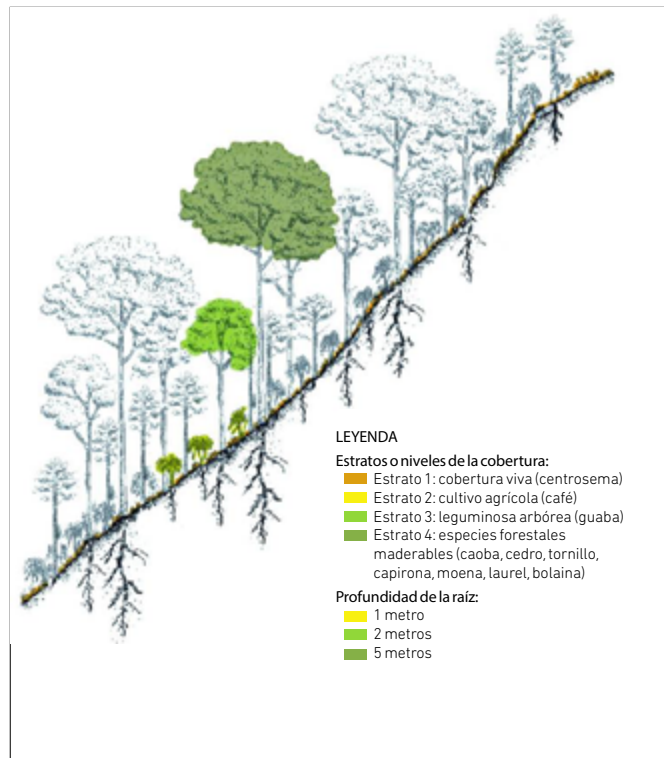 LEYENDA
Estratos o niveles de la cobertura:
Estrato 1: cobertura viva (centrosema)
Estrato 2: cultivo agrícola (café)
Estrato 3: leguminosa arbórea (guaba)
Estrato 4: especies forestales
maderables (caoba, cedro, tornillo,
capirona, moena, laurel, bolaina)
Profundidad de la raíz:
1 metro
2 metros
5 metros